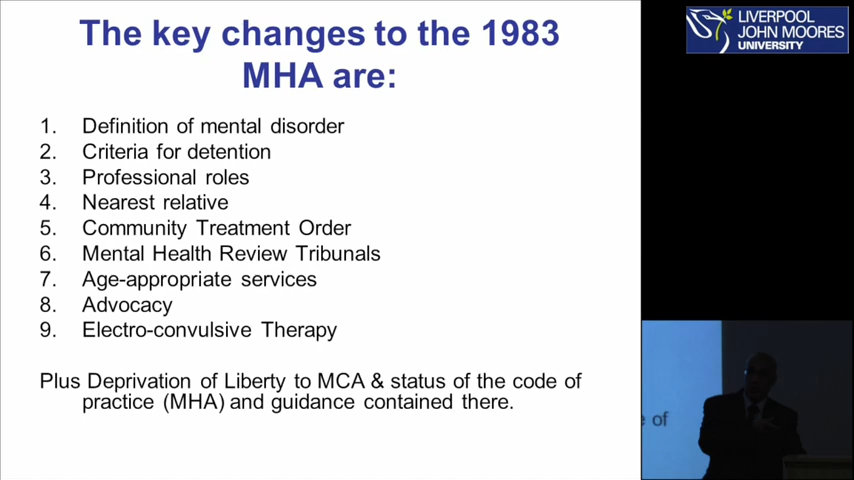 The key changes to the 1983
MHA are:
1. Definition of mental disorder
2. Criteria for detention
3. Professional roles
4. Nearest relative
5. Community Treatment Order
6. Mental Health Review Tribunals
7. Age-appropriate services
8. Advocacy
9. Electro-convulsive Therapy
Plus Deprivation of Liberty to MCA & status of the code of
practice (MHA) and guidance contained there.
LIVERPOOL
JOHN MOORES
UNIVERSITY
of